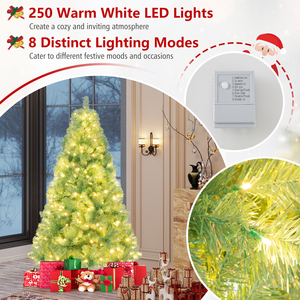 250 Warm White LED Lights
Create a cozy and inviting atmosphere
8 Distinct Lighting Modes
Cater to different festive moods and occasions